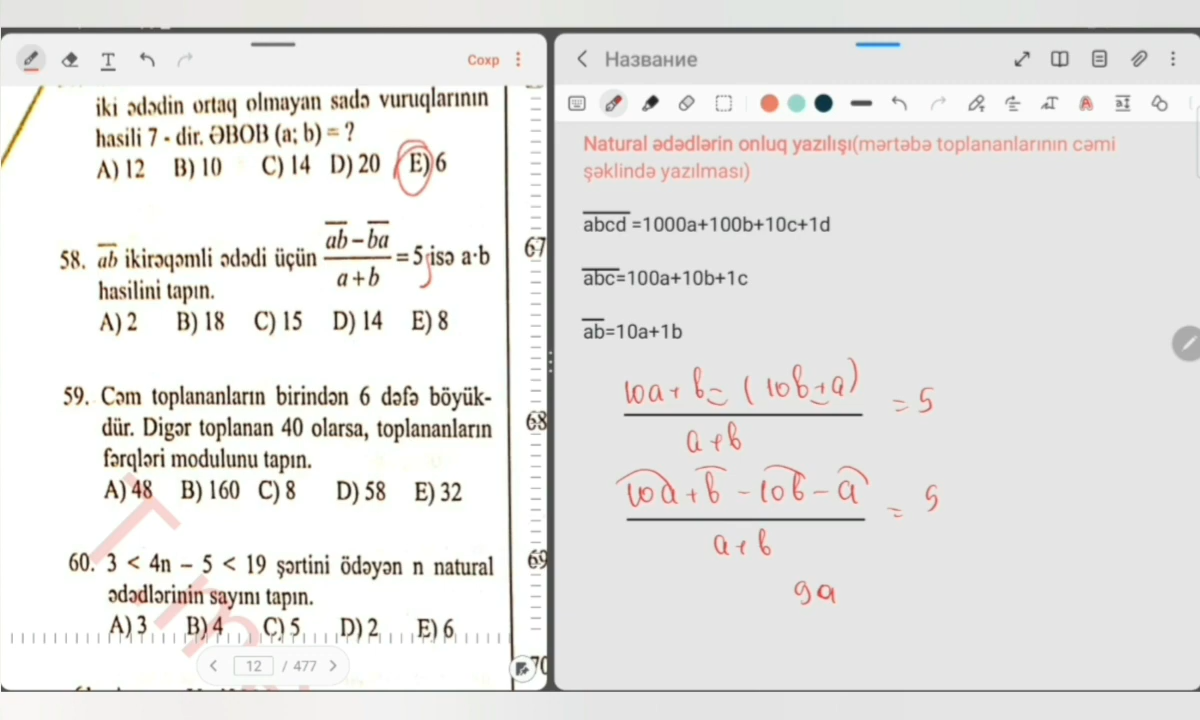 Сохр
iki ədədin ortaq olmayan sadə vuruqlarının
hasili 7 - dir. ƏBOB (a; b) = ?
A) 12 B) 10 C) 14 D) 20 E) 6
58. ab ikirəqəmli ədədi üçün (ab – ba)/(a + b) = 5 isə a·b
hasilini tapın.
A) 2 B) 18 C) 15 D) 14 E) 8
59. Cəm toplananların birindən 6 dəfə böyük-
dür. Digər toplanan 40 olarsa, toplananların
fərqləri modulunu tapın.
A) 48 B) 160 C) 8 D) 58 E) 32
60. 3 < 4n – 5 < 19 şərtini ödəyən n natural
ədədlərinin sayını tapın.
A) 3 B) 4 C) 5 D) 2 E) 6
67
68
69
70
12 / 477
Название
Natural ədədlərin onluq yazılışı(mərtəbə toplananlarının cəmi
şəklində yazılması)
abcd =1000a+100b+10c+1d
abc=100a+10b+1c
ab=10a+1b
10a + b – (10b + a)
= 5
a + b
10a + b – 10b – a
= 5
a + b
9a